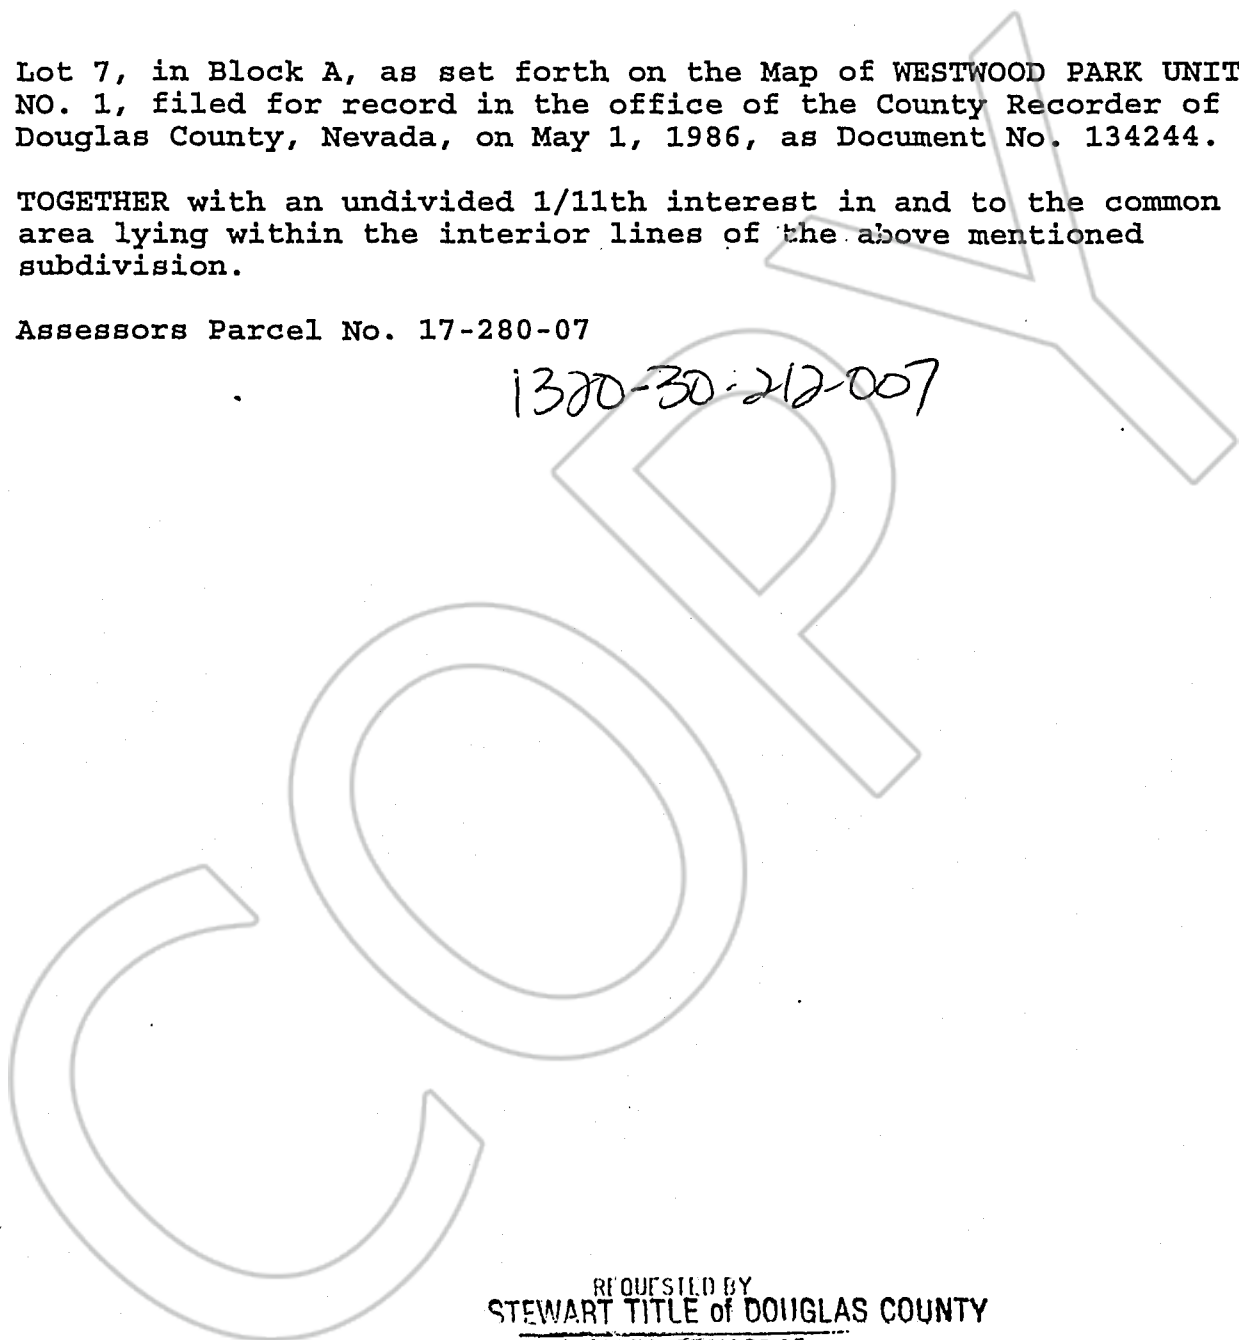 Lot 7, in Block A, as set forth on the Map of WESTWOOD PARK UNIT
NO. 1, filed for record in the office of the County Recorder of
Douglas County, Nevada, on May 1, 1986, as Document No. 134244.
TOGETHER with an undivided 1/11th interest in and to the common
area lying within the interior lines of the above mentioned
subdivision.
Assessors Parcel No. 17-280-07
1320-30-212-007
COPY
REQUESTED BY
STEWART TITLE of DOUGLAS COUNTY